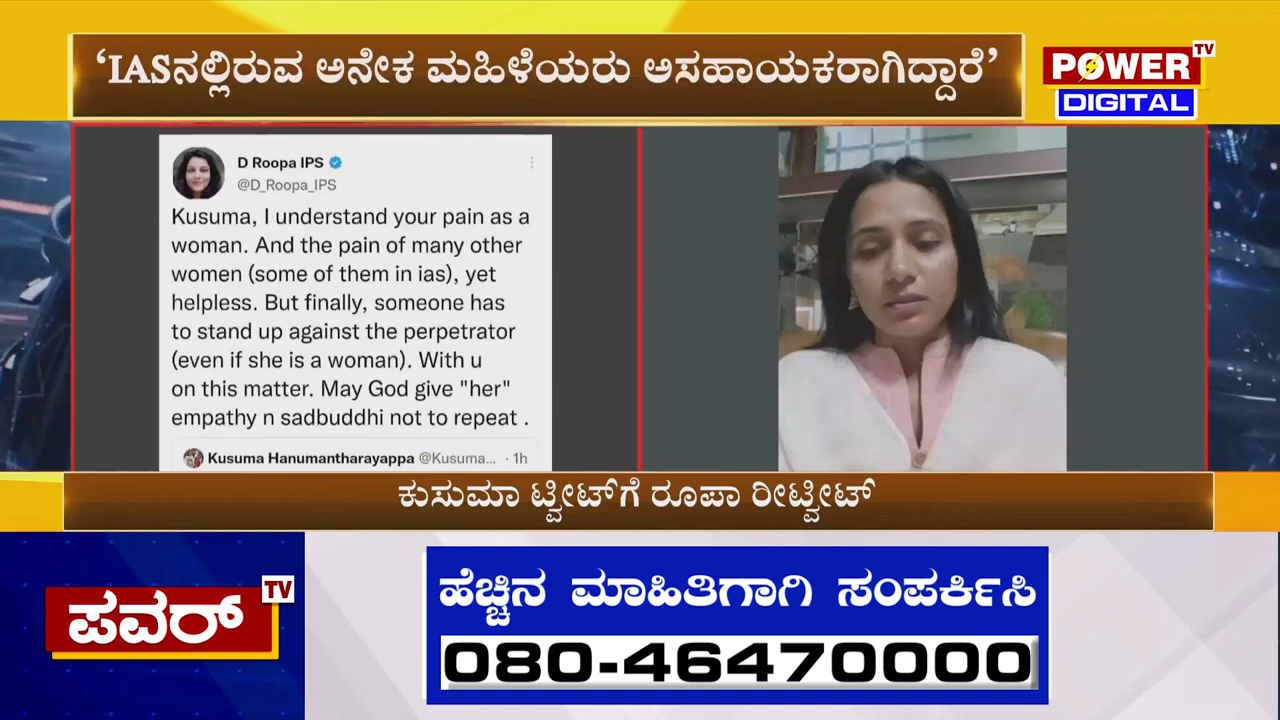 ‘IASನಲ್ಲಿರುವ ಅನೇಕ ಮಹಿಳೆಯರು ಅಸಹಾಯಕರಾಗಿದ್ದಾರೆ’
POWER TV
DIGITAL
D Roopa IPS
@D_Roopa_IPS
Kusuma, I understand your pain as a
woman. And the pain of many other
women (some of them in ias), yet
helpless. But finally, someone has
to stand up against the perpetrator
(even if she is a woman). With u
on this matter. May God give "her"
empathy n sadbuddhi not to repeat .
Kusuma Hanumantharayappa @Kusuma... · 1h
ಕುಸುಮಾ ಟ್ವೀಟ್‌ಗೆ ರೂಪಾ ರೀಟ್ವೀಟ್
ಪವರ್ TV
ಹೆಚ್ಚಿನ ಮಾಹಿತಿಗಾಗಿ ಸಂಪರ್ಕಿಸಿ
080-46470000